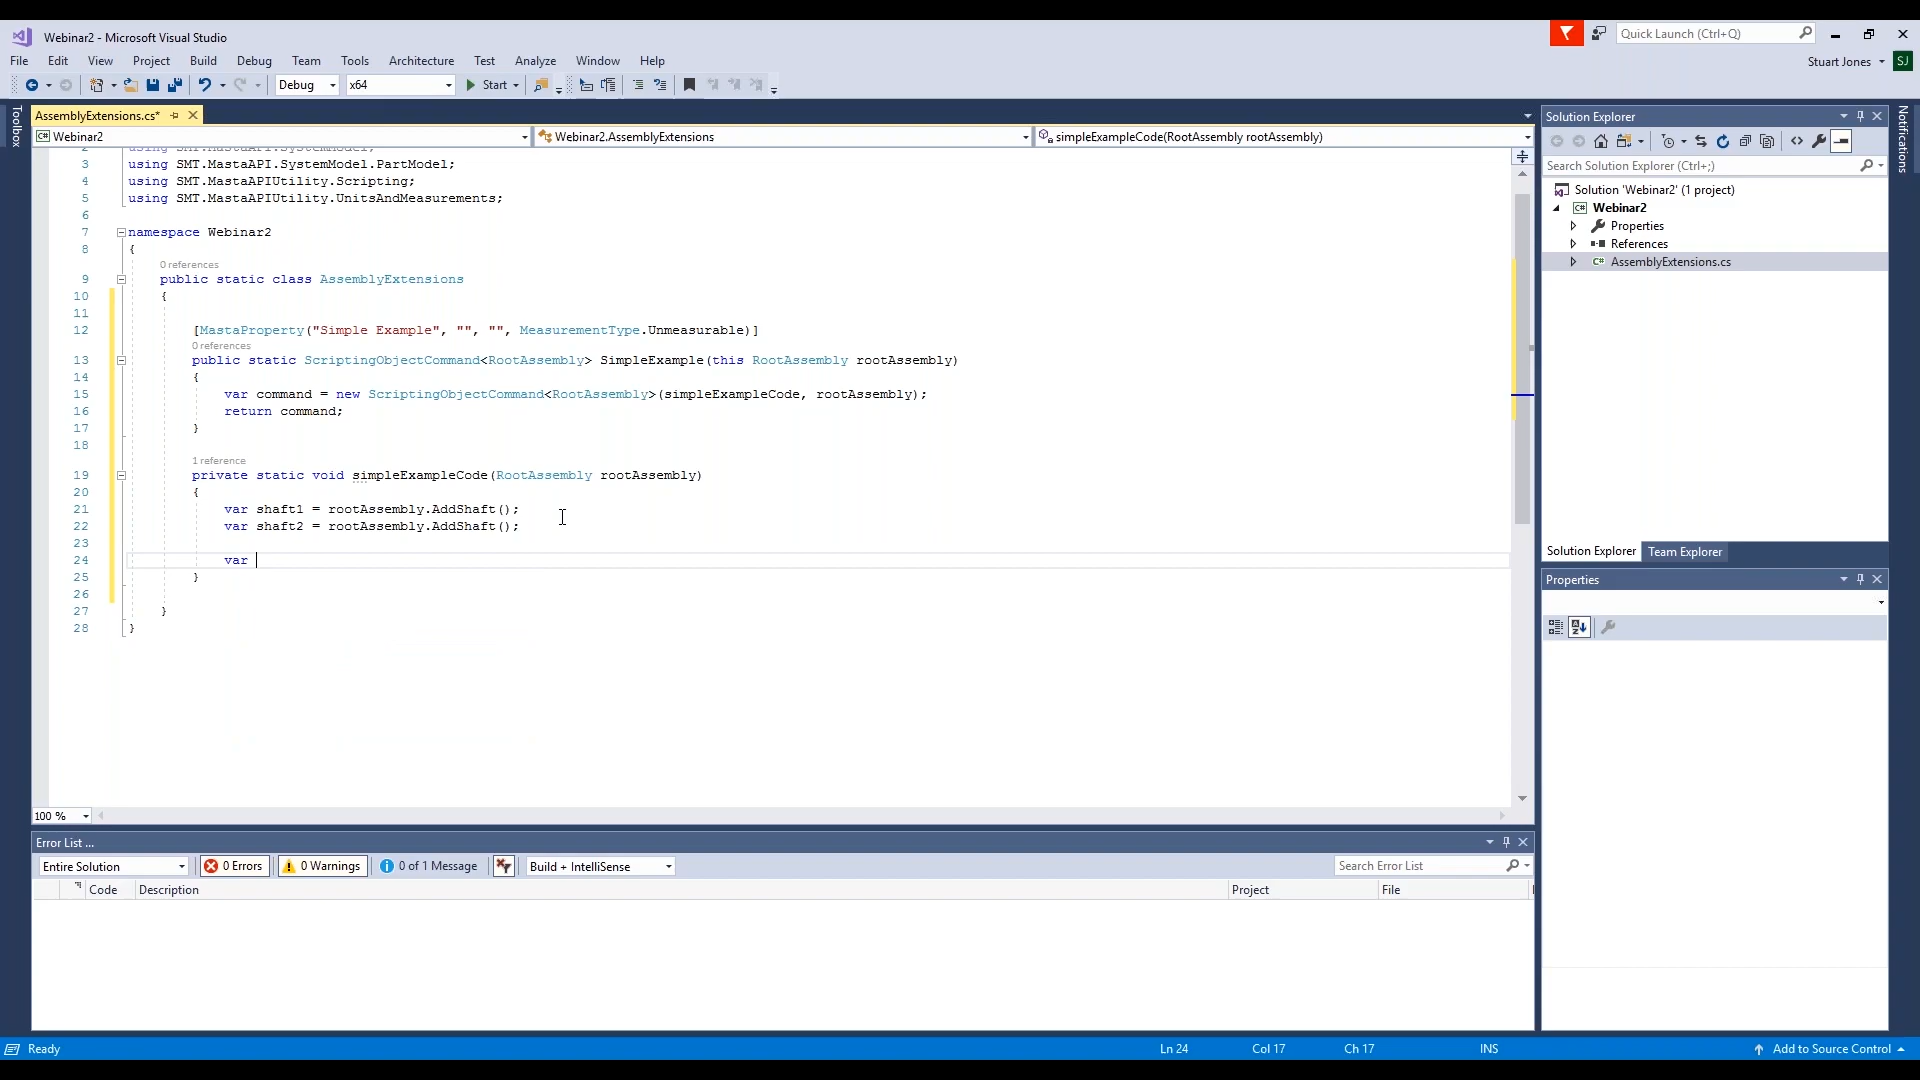 Webinar2 - Microsoft Visual Studio
Quick Launch (Ctrl+Q)
File Edit View Project Build Debug Team Tools Architecture Test Analyze Window Help
Stuart Jones SJ
Debug x64 Start
Toolbox
AssemblyExtensions.cs*
Webinar2 Webinar2.AssemblyExtensions simpleExampleCode(RootAssembly rootAssembly)
2 using SMT.MastaAPI.SystemModel;
3 using SMT.MastaAPI.SystemModel.PartModel;
4 using SMT.MastaAPIUtility.Scripting;
5 using SMT.MastaAPIUtility.UnitsAndMeasurements;
6
7 namespace Webinar2
8 {
0 references
9 public static class AssemblyExtensions
10 {
11
12 [MastaProperty("Simple Example", "", "", MeasurementType.Unmeasurable)]
0 references
13 public static ScriptingObjectCommand<RootAssembly> SimpleExample(this RootAssembly rootAssembly)
14 {
15 var command = new ScriptingObjectCommand<RootAssembly>(simpleExampleCode, rootAssembly);
16 return command;
17 }
18
1 reference
19 private static void simpleExampleCode(RootAssembly rootAssembly)
20 {
21 var shaft1 = rootAssembly.AddShaft();
22 var shaft2 = rootAssembly.AddShaft();
23
24 var
25 }
26
27 }
28 }
100 %
Error List ...
Entire Solution 0 Errors 0 Warnings 0 of 1 Message Build + IntelliSense Search Error List
Code Description Project File
Solution Explorer
Search Solution Explorer (Ctrl+;)
Solution 'Webinar2' (1 project)
C# Webinar2
Properties
References
C# AssemblyExtensions.cs
Solution Explorer Team Explorer
Properties
Notifications
Ready Ln 24 Col 17 Ch 17 INS Add to Source Control